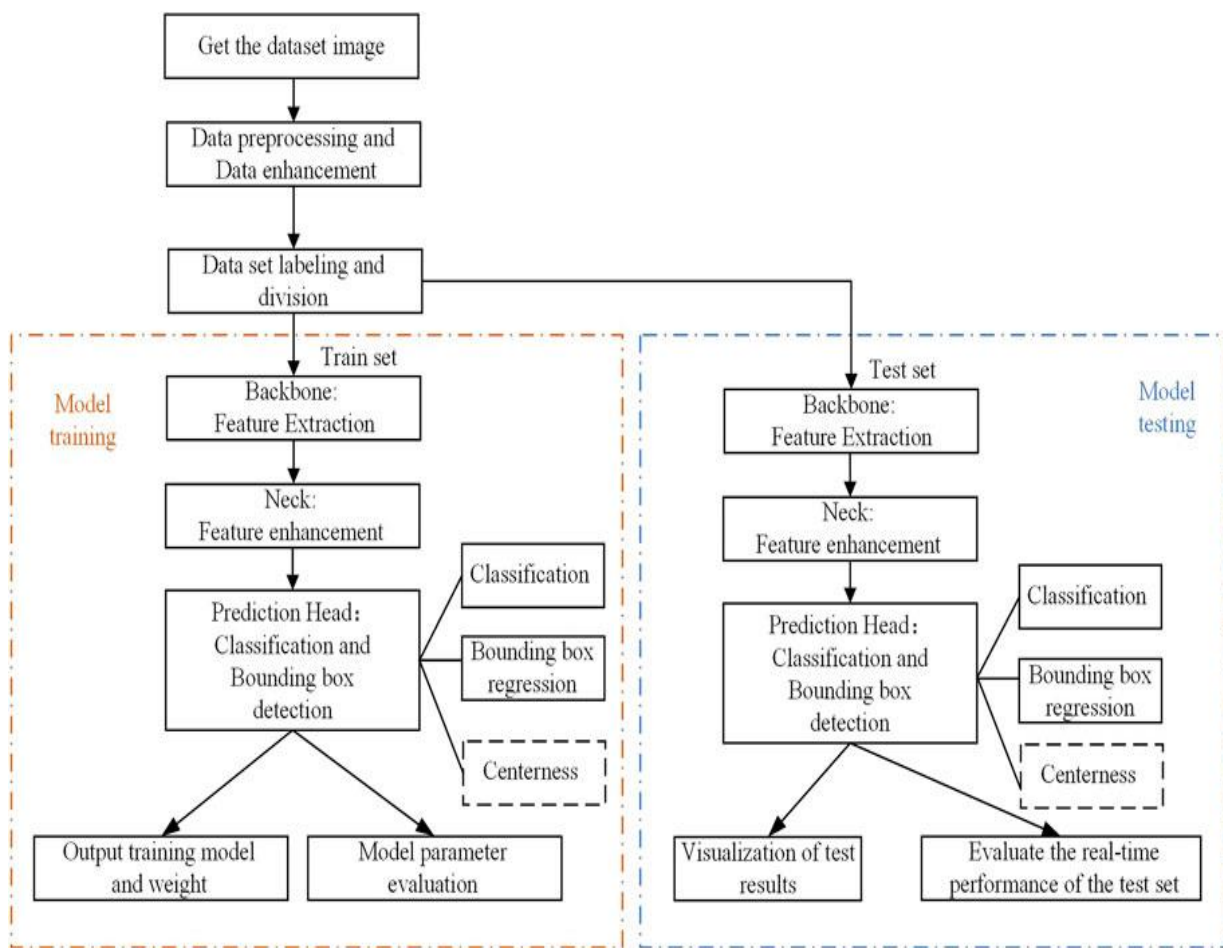 Get the dataset image
Data preprocessing and
Data enhancement
Data set labeling and
division
Train set
Model
training
Backbone:
Feature Extraction
Neck:
Feature enhancement
Prediction Head：
Classification and
Bounding box
detection
Classification
Bounding box
regression
Centerness
Output training model
and weight
Model parameter
evaluation
Test set
Model
testing
Backbone:
Feature Extraction
Neck:
Feature enhancement
Prediction Head：
Classification and
Bounding box
detection
Classification
Bounding box
regression
Centerness
Visualization of test
results
Evaluate the real-time
performance of the test set